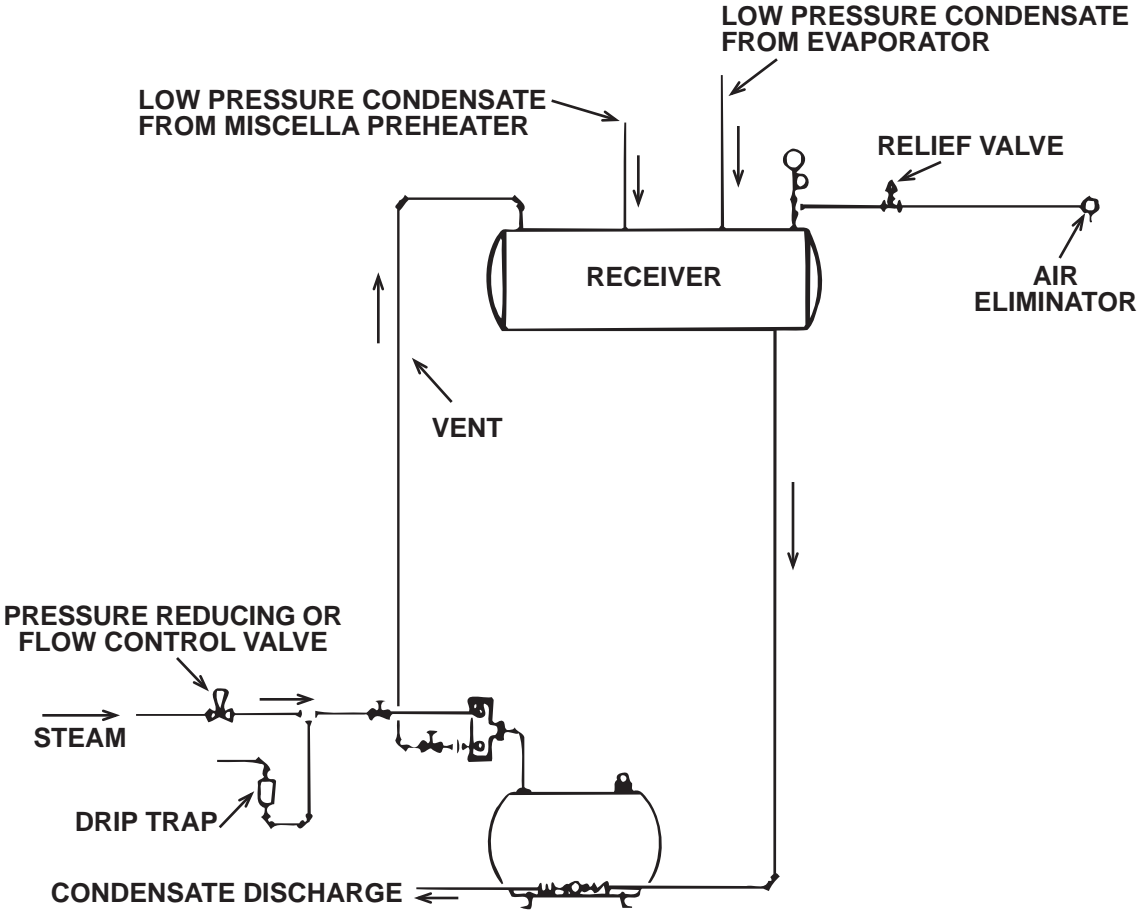 LOW PRESSURE CONDENSATE
FROM EVAPORATOR
LOW PRESSURE CONDENSATE
FROM MISCELLA PREHEATER
RELIEF VALVE
RECEIVER
AIR
ELIMINATOR
VENT
PRESSURE REDUCING OR
FLOW CONTROL VALVE
STEAM
DRIP TRAP
CONDENSATE DISCHARGE